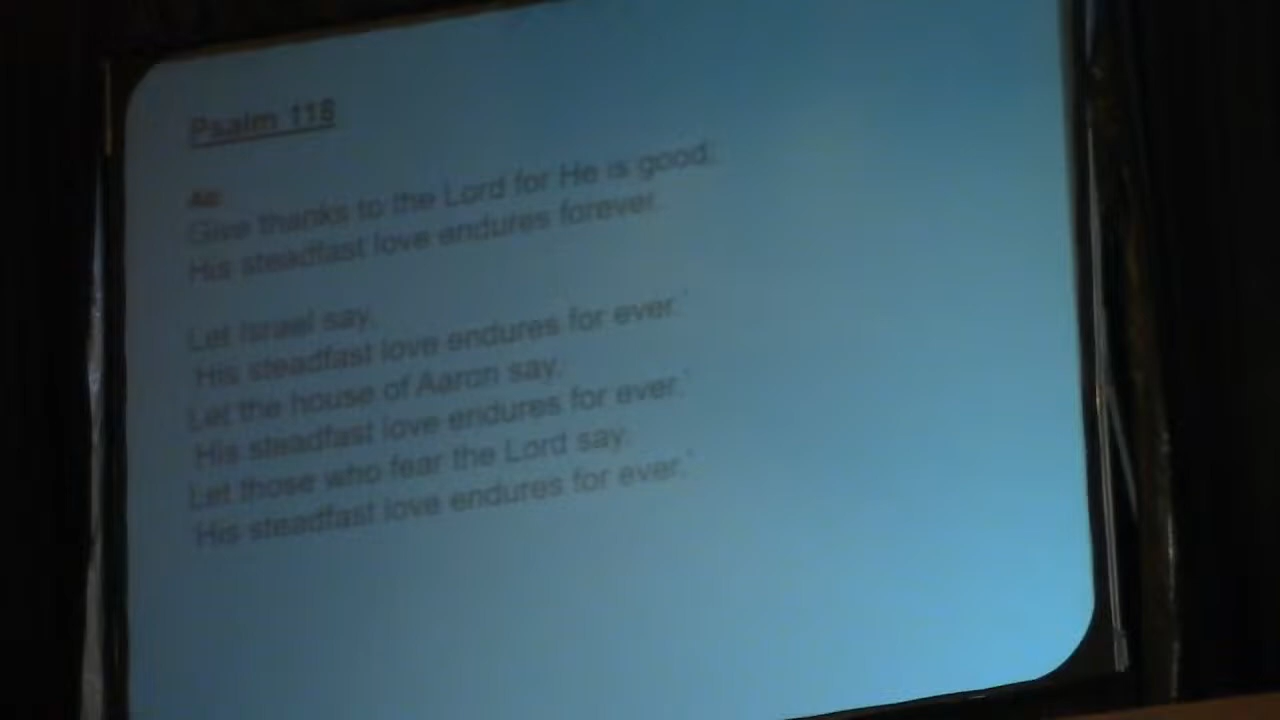 Psalm 118
All:
Give thanks to the Lord for He is good.
His steadfast love endures forever.
Let Israel say,
'His steadfast love endures for ever.'
Let the house of Aaron say,
'His steadfast love endures for ever.'
Let those who fear the Lord say:
'His steadfast love endures for ever.'